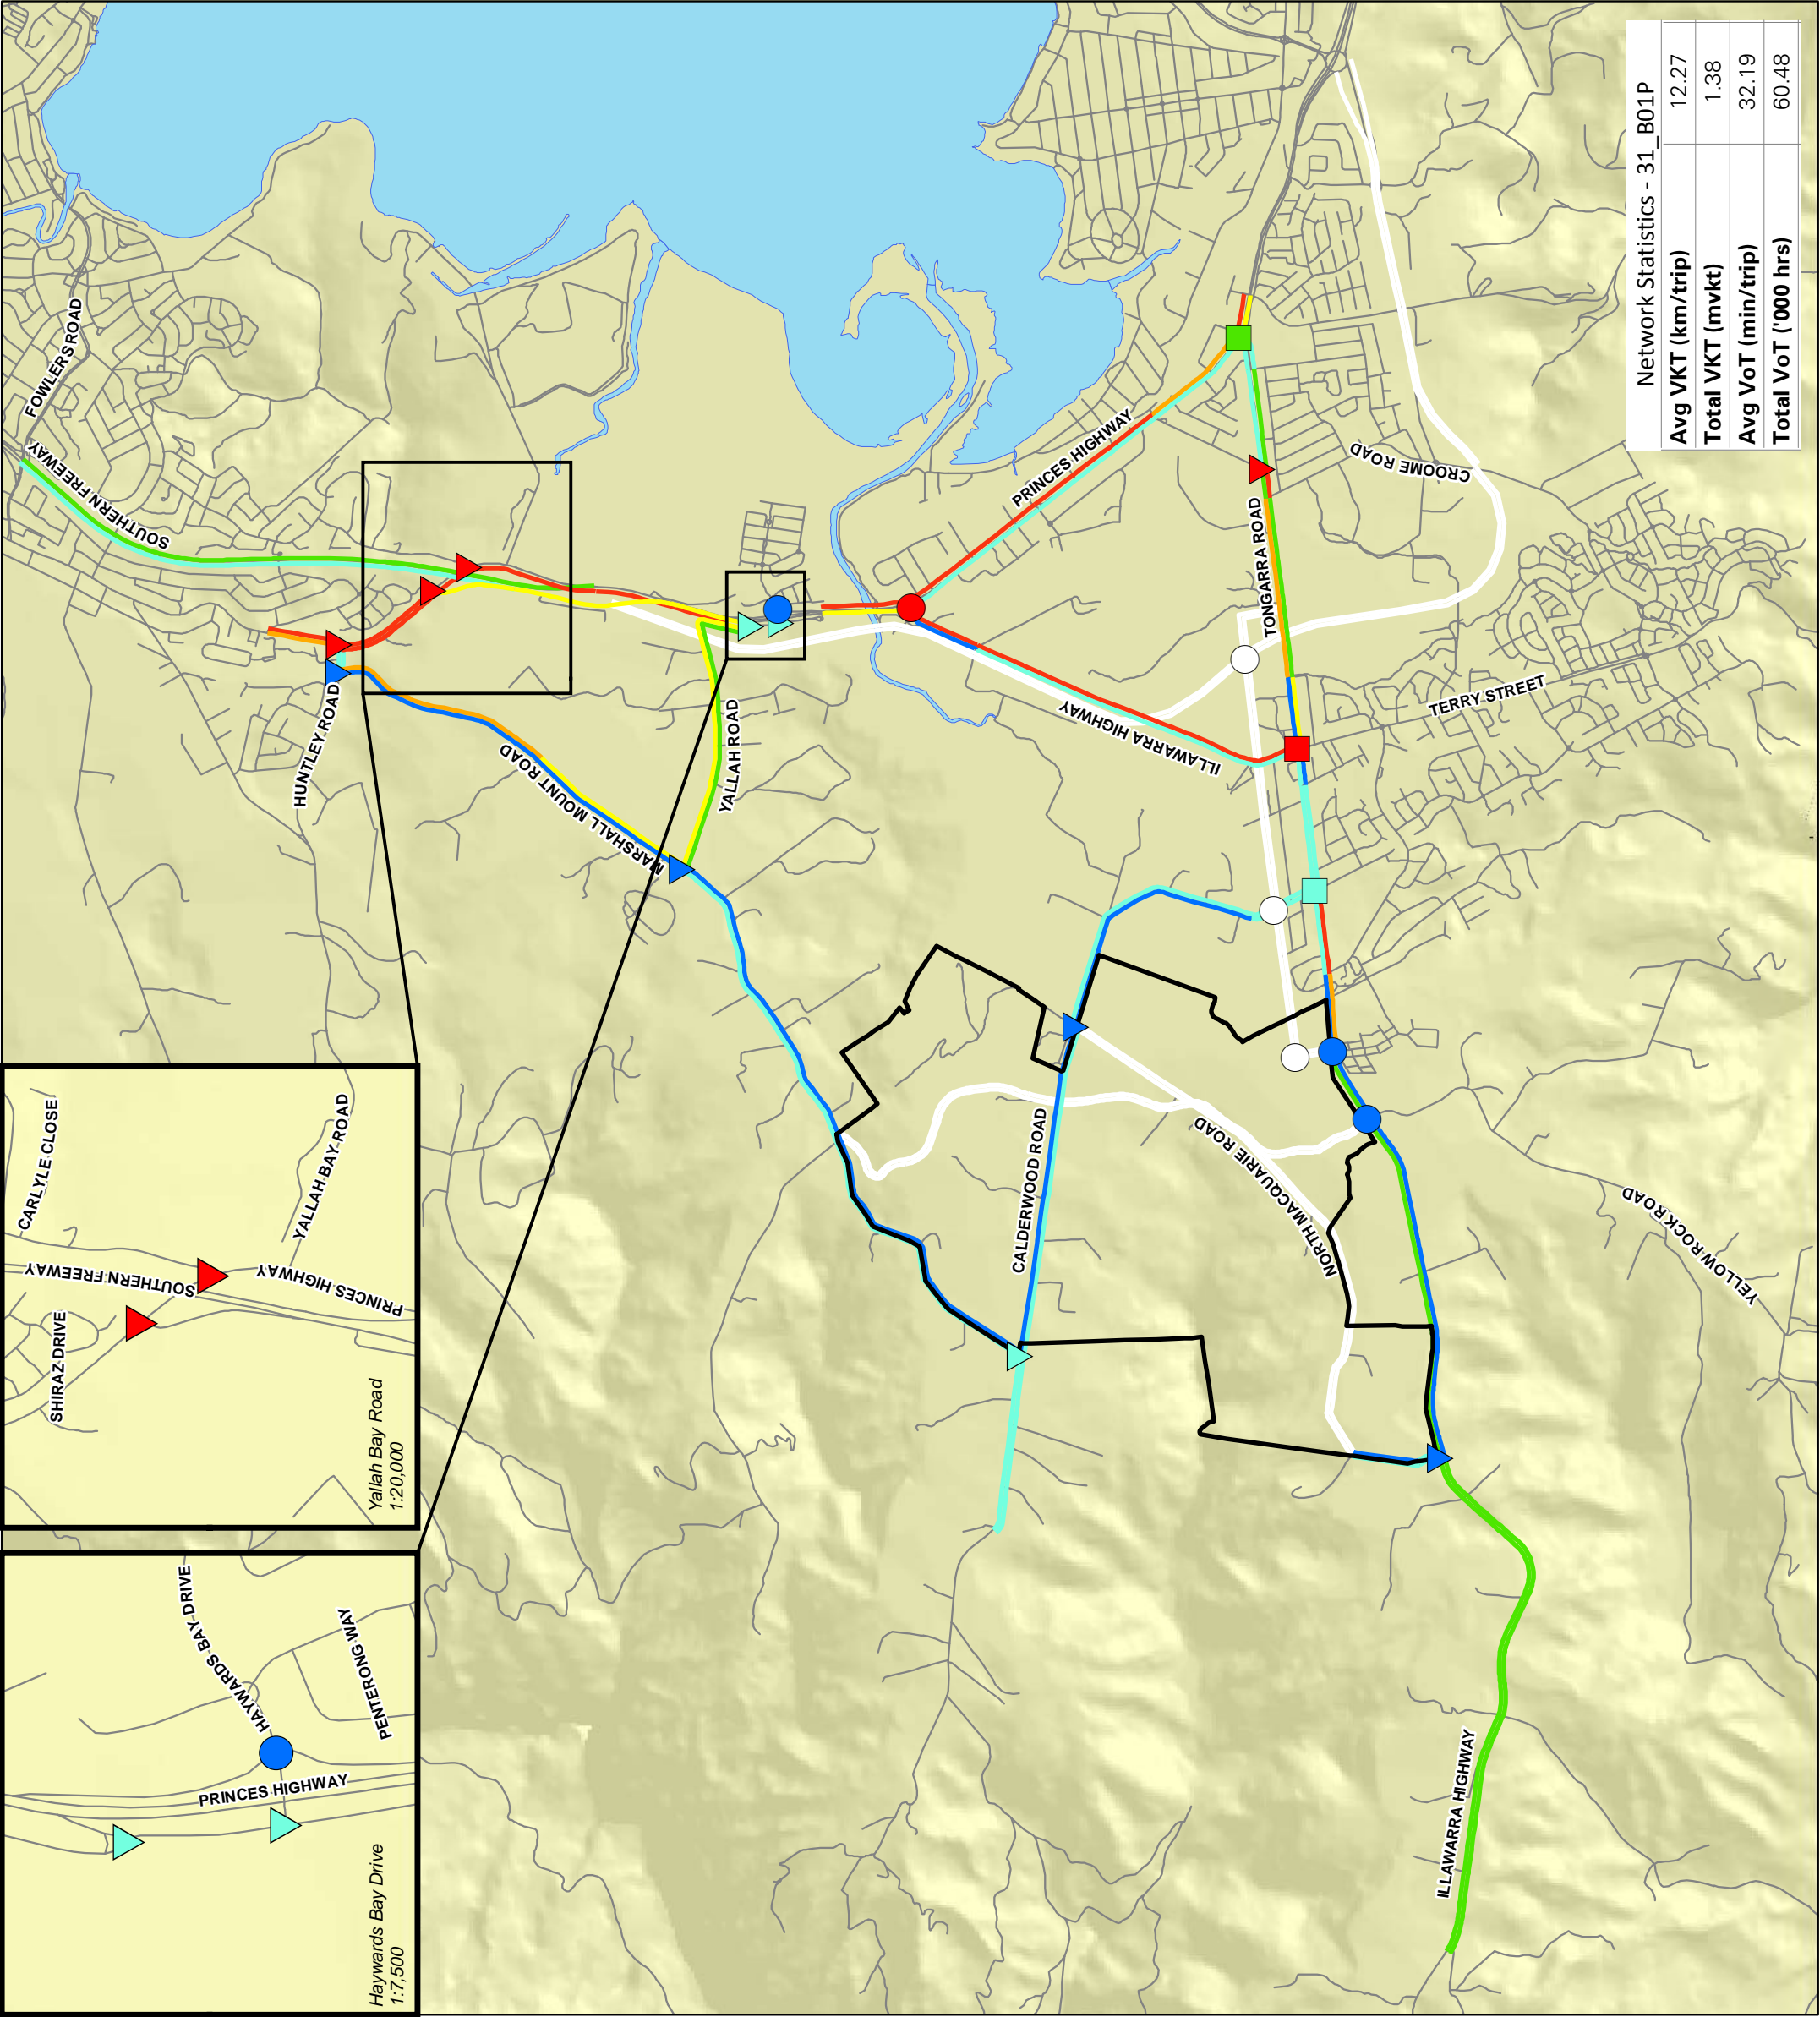 FOWLERS ROAD
SOUTHERN FREEWAY
HUNTLEY ROAD
MARSHALL MOUNT ROAD
YALLAH ROAD
PRINCES HIGHWAY
TONGARRA ROAD
CROOME ROAD
ILLAWARRA HIGHWAY
TERRY STREET
CALDERWOOD ROAD
NORTH MACQUARIE ROAD
YELLOW ROCK ROAD
ILLAWARRA HIGHWAY
CARLYLE CLOSE
SOUTHERN FREEWAY
SHIRAZ DRIVE
PRINCES HIGHWAY
YALLAH BAY ROAD
Yallah Bay Road
1:20,000
HAYWARDS BAY DRIVE
PENTERONG WAY
PRINCES HIGHWAY
Haywards Bay Drive
1:7,500
Network Statistics - 31_B01P
Avg VKT (km/trip) 12.27
Total VKT (mvkt) 1.38
Avg VoT (min/trip) 32.19
Total VoT ('000 hrs) 60.48